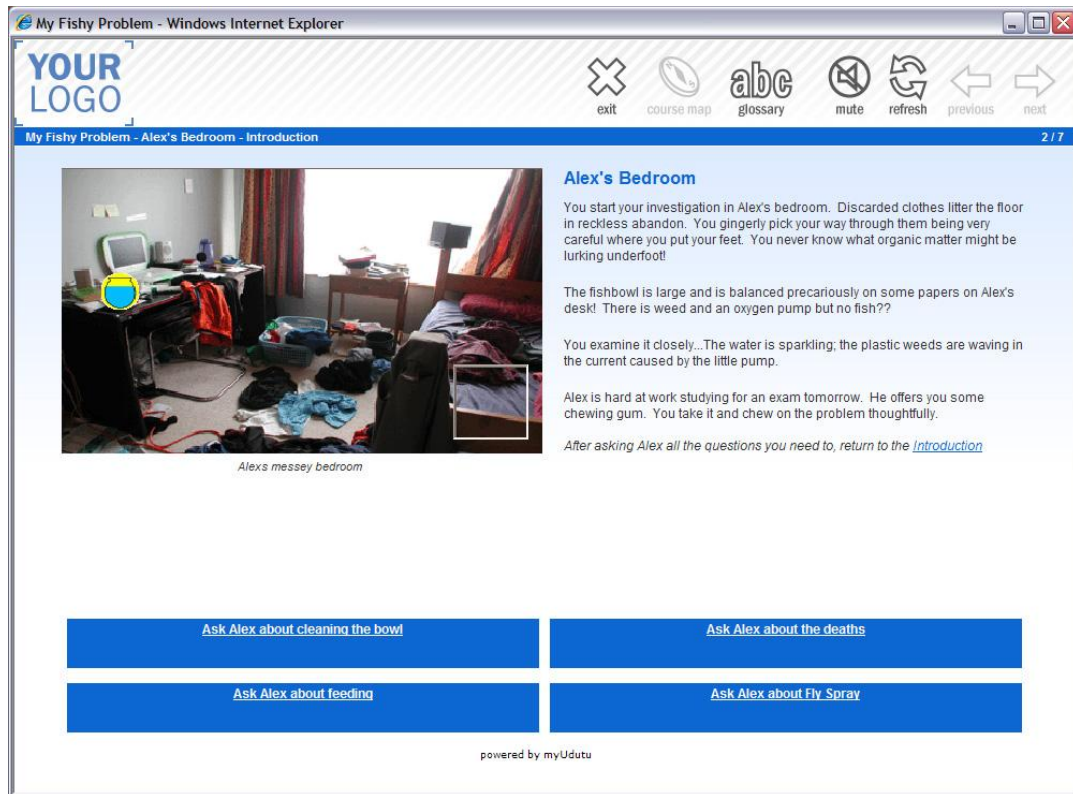 My Fishy Problem - Windows Internet Explorer
YOUR
LOGO
exit
course map
abc
glossary
mute
refresh
previous
next
My Fishy Problem - Alex's Bedroom - Introduction
2 / 7
Alex's Bedroom
You start your investigation in Alex's bedroom.  Discarded clothes litter the floor
in reckless abandon.  You gingerly pick your way through them being very
careful where you put your feet.  You never know what organic matter might be
lurking underfoot!
The fishbowl is large and is balanced precariously on some papers on Alex's
desk!  There is weed and an oxygen pump but no fish??
You examine it closely...The water is sparkling; the plastic weeds are waving in
the current caused by the little pump.
Alex is hard at work studying for an exam tomorrow.  He offers you some
chewing gum.  You take it and chew on the problem thoughtfully.
After asking Alex all the questions you need to, return to the Introduction
Alexs messey bedroom
Ask Alex about cleaning the bowl
Ask Alex about the deaths
Ask Alex about feeding
Ask Alex about Fly Spray
powered by myUdutu